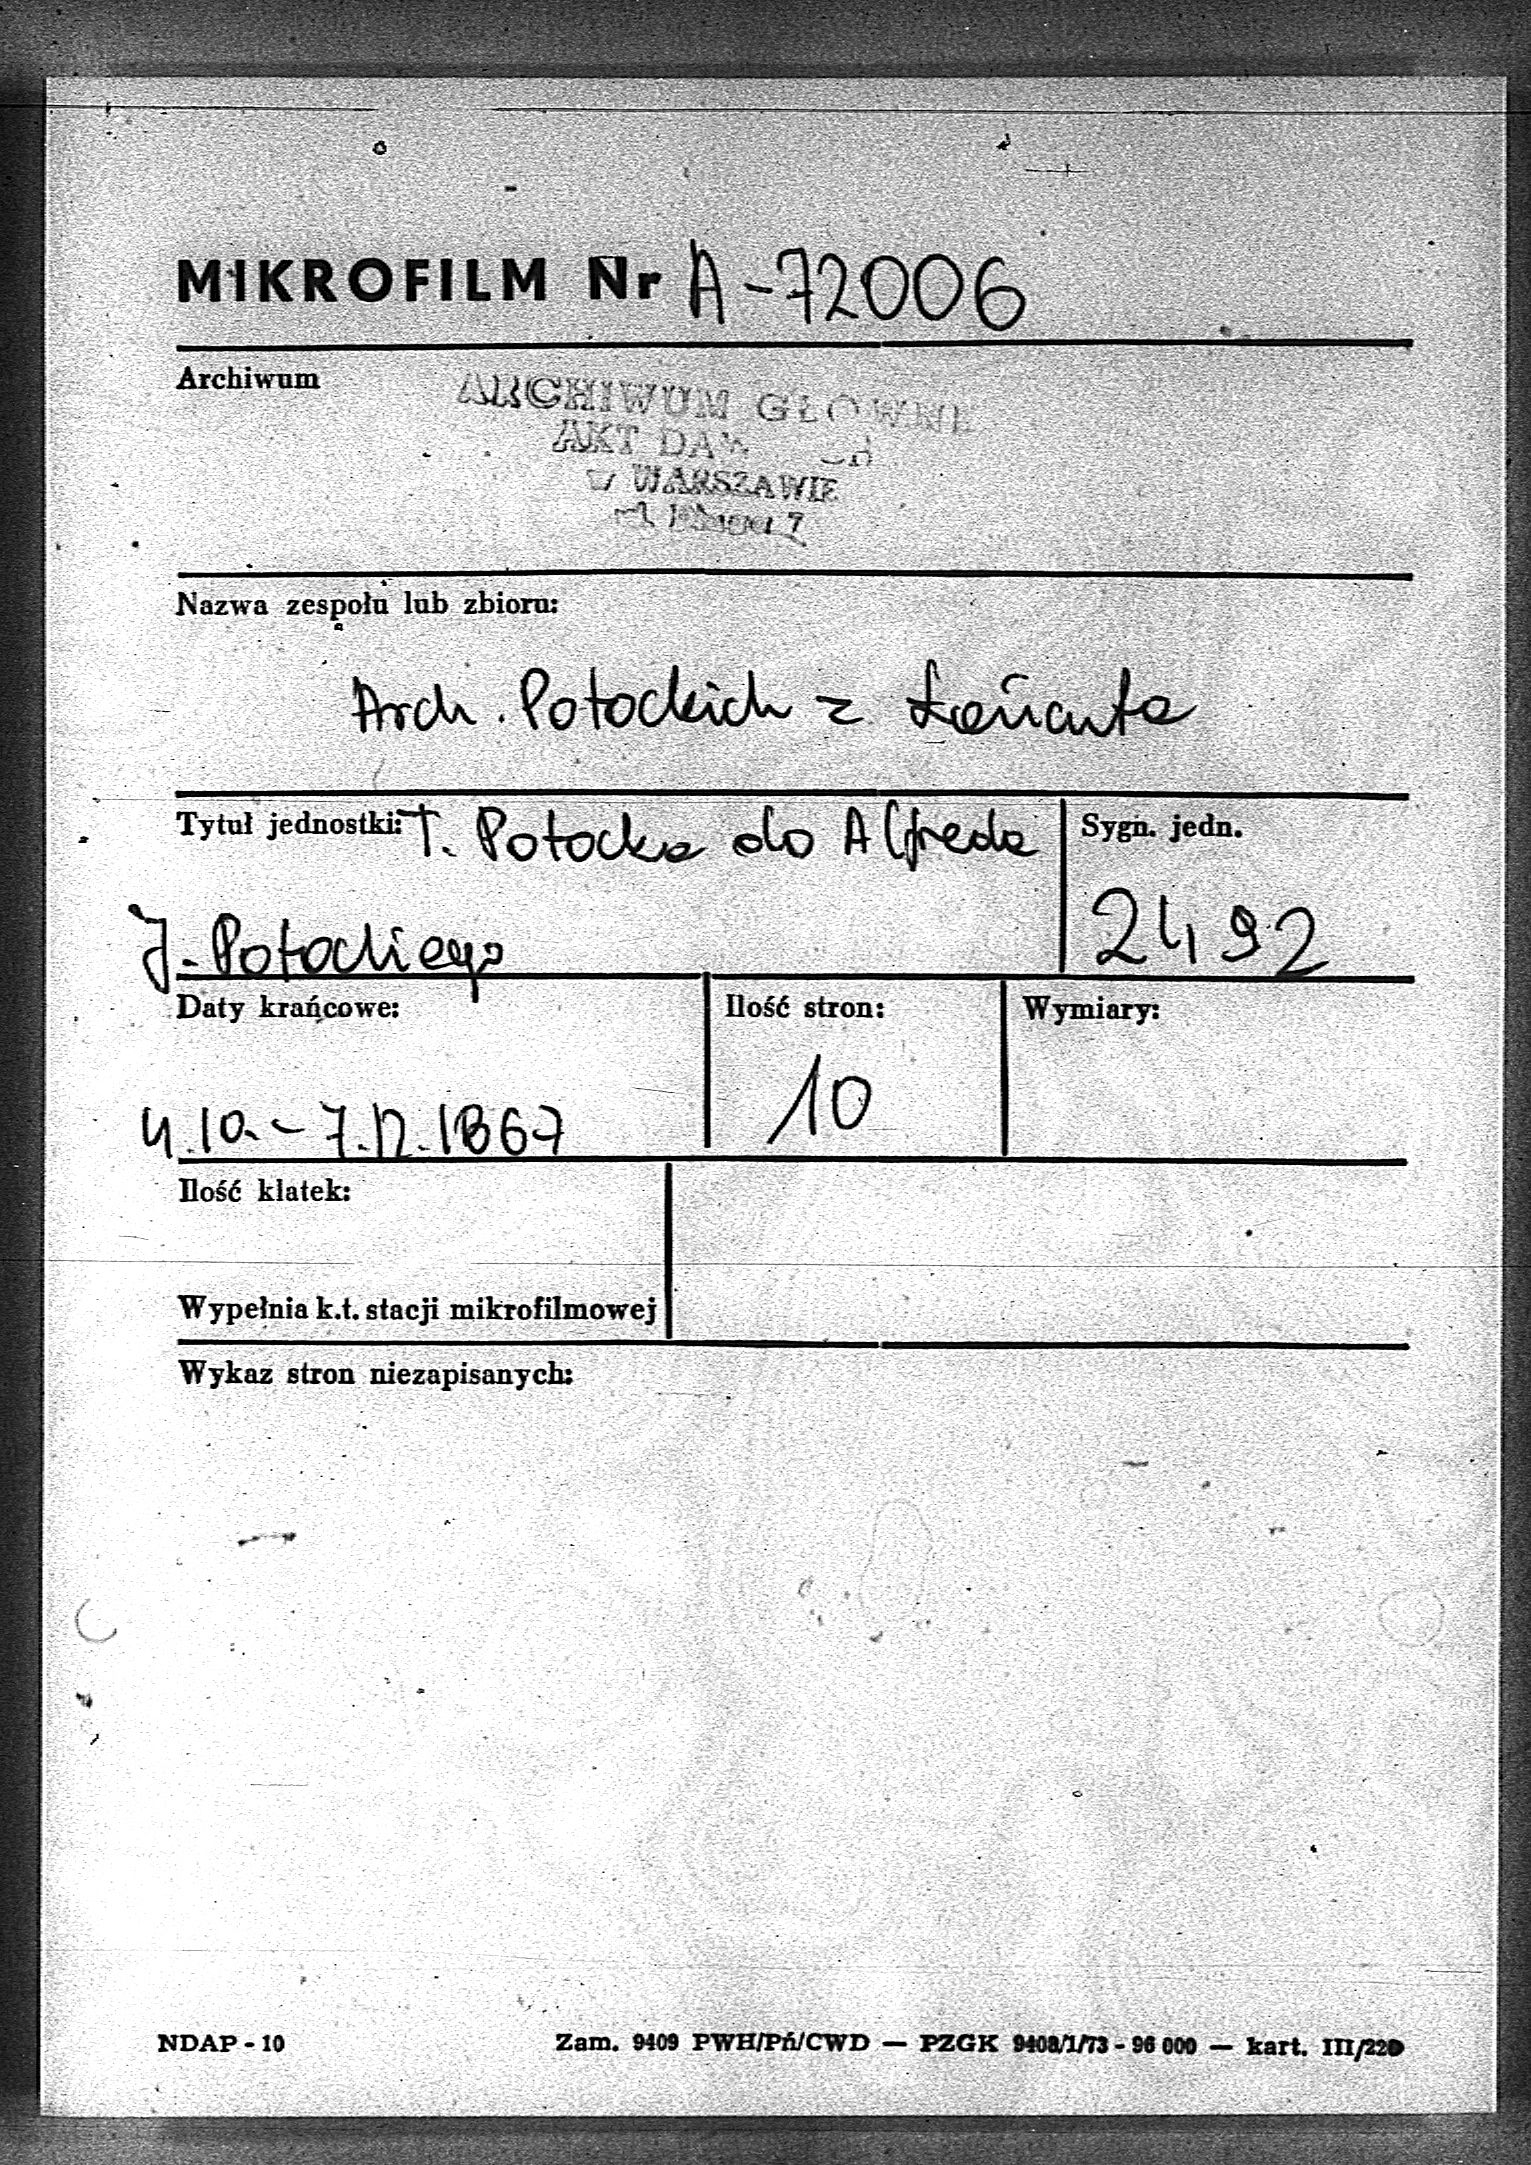 MIKROFILM Nr A-72006
Archiwum
ARCHIWUM GŁÓWNE
AKT DAW
W WARSZAWIE
7
Nazwa zespołu lub zbioru:
Arch. Potockich z Łańcuta
Tytuł jednostki: T. Potocka do Alfreda
Sygn. jedn.
J. Potockiego
2492
Daty krańcowe:
Ilość stron:
Wymiary:
4.10.-7.12.1867
10
Ilość klatek:
Wypełnia k.t. stacji mikrofilmowej
Wykaz stron niezapisanych:
NDAP - 10
Zam. 9409 PWH/Pń/CWD — PZGK 9408/1/73 - 96 000 — kart. III/220